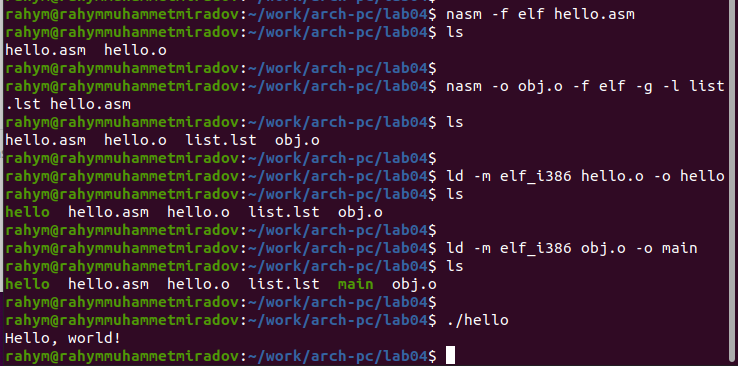 rahym@rahymmuhammetmiradov:~/work/arch-pc/lab04$
rahym@rahymmuhammetmiradov:~/work/arch-pc/lab04$ nasm -f elf hello.asm
rahym@rahymmuhammetmiradov:~/work/arch-pc/lab04$ ls
hello.asm  hello.o
rahym@rahymmuhammetmiradov:~/work/arch-pc/lab04$
rahym@rahymmuhammetmiradov:~/work/arch-pc/lab04$ nasm -o obj.o -f elf -g -l list
.lst hello.asm
rahym@rahymmuhammetmiradov:~/work/arch-pc/lab04$ ls
hello.asm  hello.o  list.lst  obj.o
rahym@rahymmuhammetmiradov:~/work/arch-pc/lab04$
rahym@rahymmuhammetmiradov:~/work/arch-pc/lab04$ ld -m elf_i386 hello.o -o hello
rahym@rahymmuhammetmiradov:~/work/arch-pc/lab04$ ls
hello  hello.asm  hello.o  list.lst  obj.o
rahym@rahymmuhammetmiradov:~/work/arch-pc/lab04$
rahym@rahymmuhammetmiradov:~/work/arch-pc/lab04$ ld -m elf_i386 obj.o -o main
rahym@rahymmuhammetmiradov:~/work/arch-pc/lab04$ ls
hello  hello.asm  hello.o  list.lst  main  obj.o
rahym@rahymmuhammetmiradov:~/work/arch-pc/lab04$
rahym@rahymmuhammetmiradov:~/work/arch-pc/lab04$ ./hello
Hello, world!
rahym@rahymmuhammetmiradov:~/work/arch-pc/lab04$